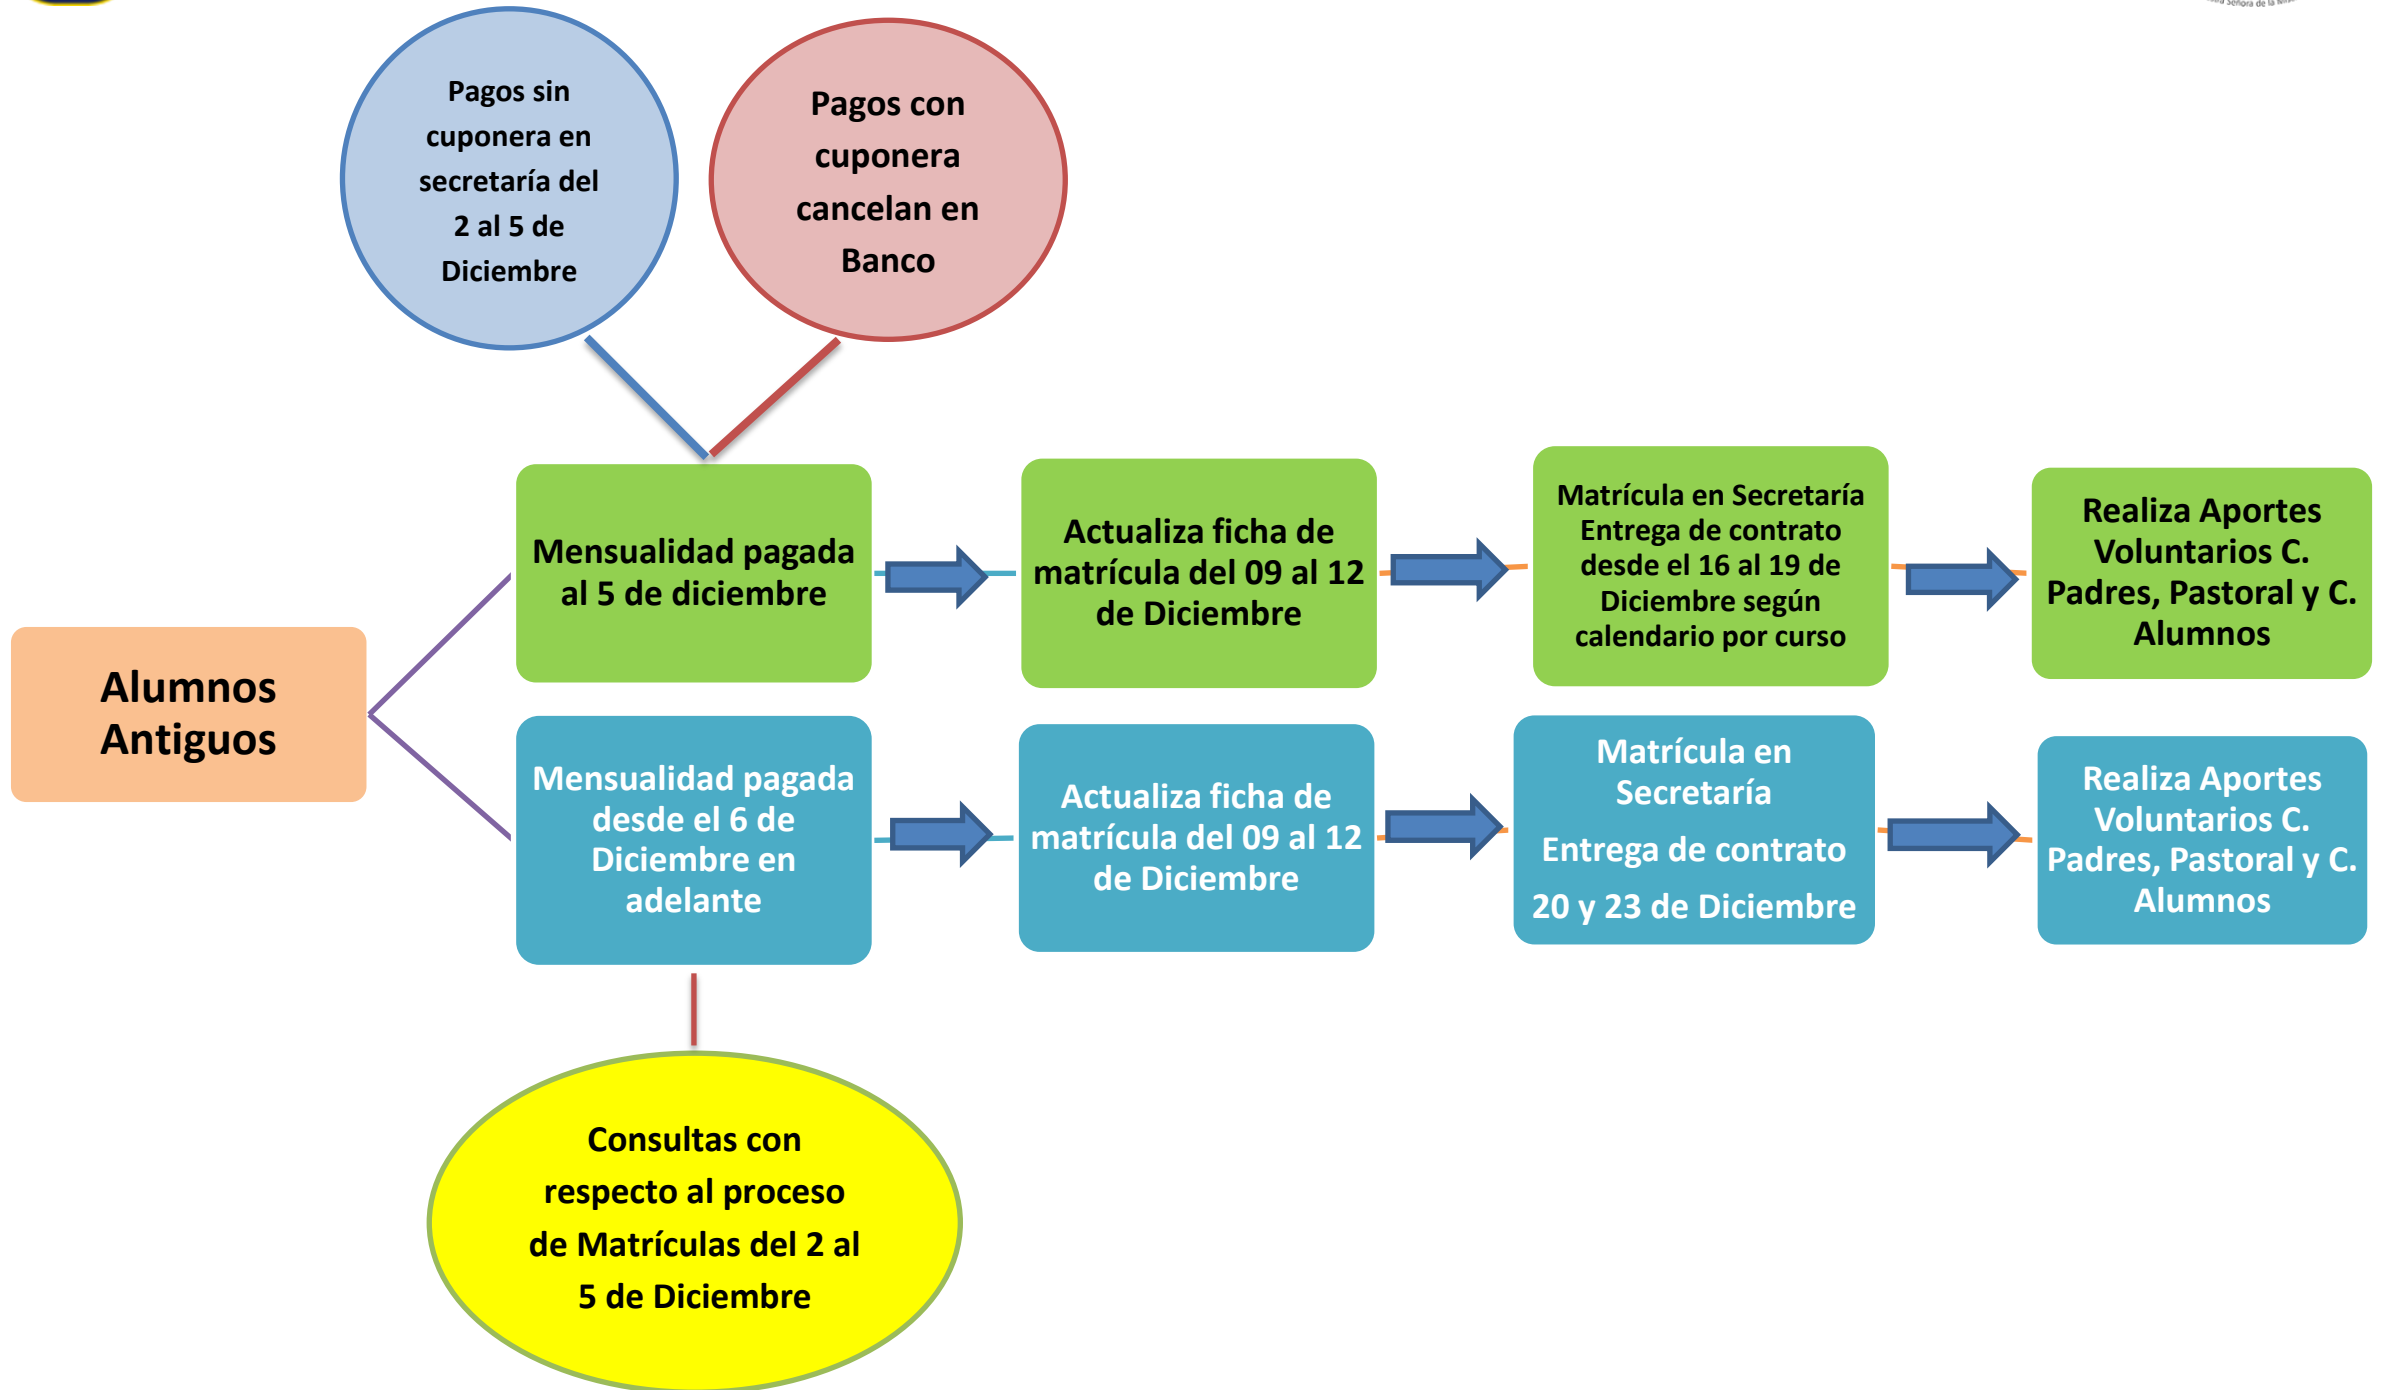 Señora de la
Pagos sin
cuponera en
secretaría del
2 al 5 de
Diciembre
Pagos con
cuponera
cancelan en
Banco
Mensualidad pagada
al 5 de diciembre
Actualiza ficha de
matrícula del 09 al 12
de Diciembre
Matrícula en Secretaría
Entrega de contrato
desde el 16 al 19 de
Diciembre según
calendario por curso
Realiza Aportes
Voluntarios C.
Padres, Pastoral y C.
Alumnos
Alumnos
Antiguos
Mensualidad pagada
desde el 6 de
Diciembre en
adelante
Actualiza ficha de
matrícula del 09 al 12
de Diciembre
Matrícula en
Secretaría
Entrega de contrato
20 y 23 de Diciembre
Realiza Aportes
Voluntarios C.
Padres, Pastoral y C.
Alumnos
Consultas con
respecto al proceso
de Matrículas del 2 al
5 de Diciembre